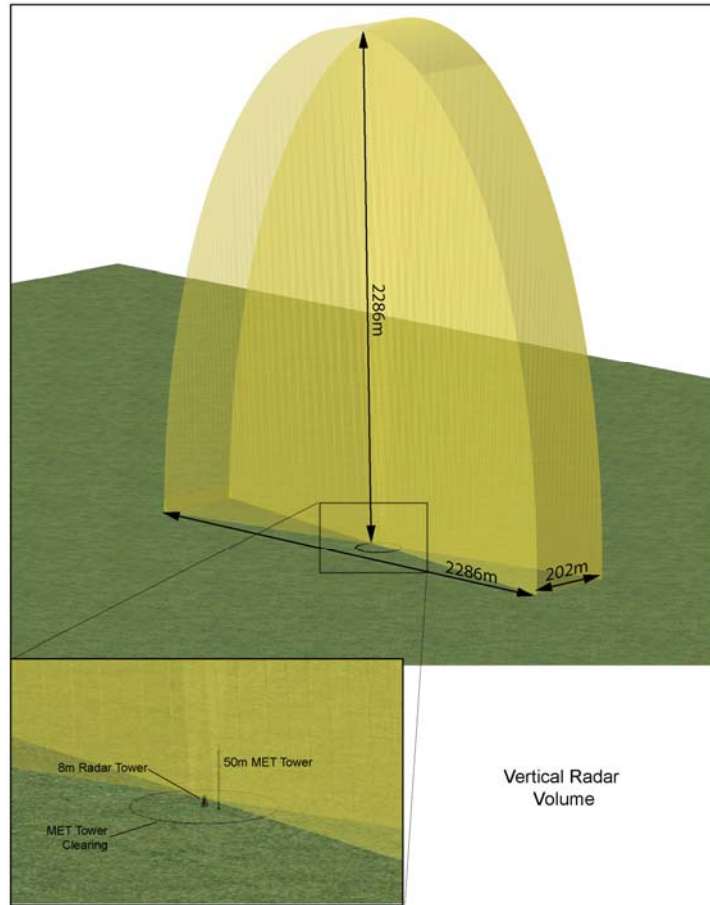 2286m
2286m
202m
8m Radar Tower
50m MET Tower
MET Tower
Clearing
Vertical Radar
Volume